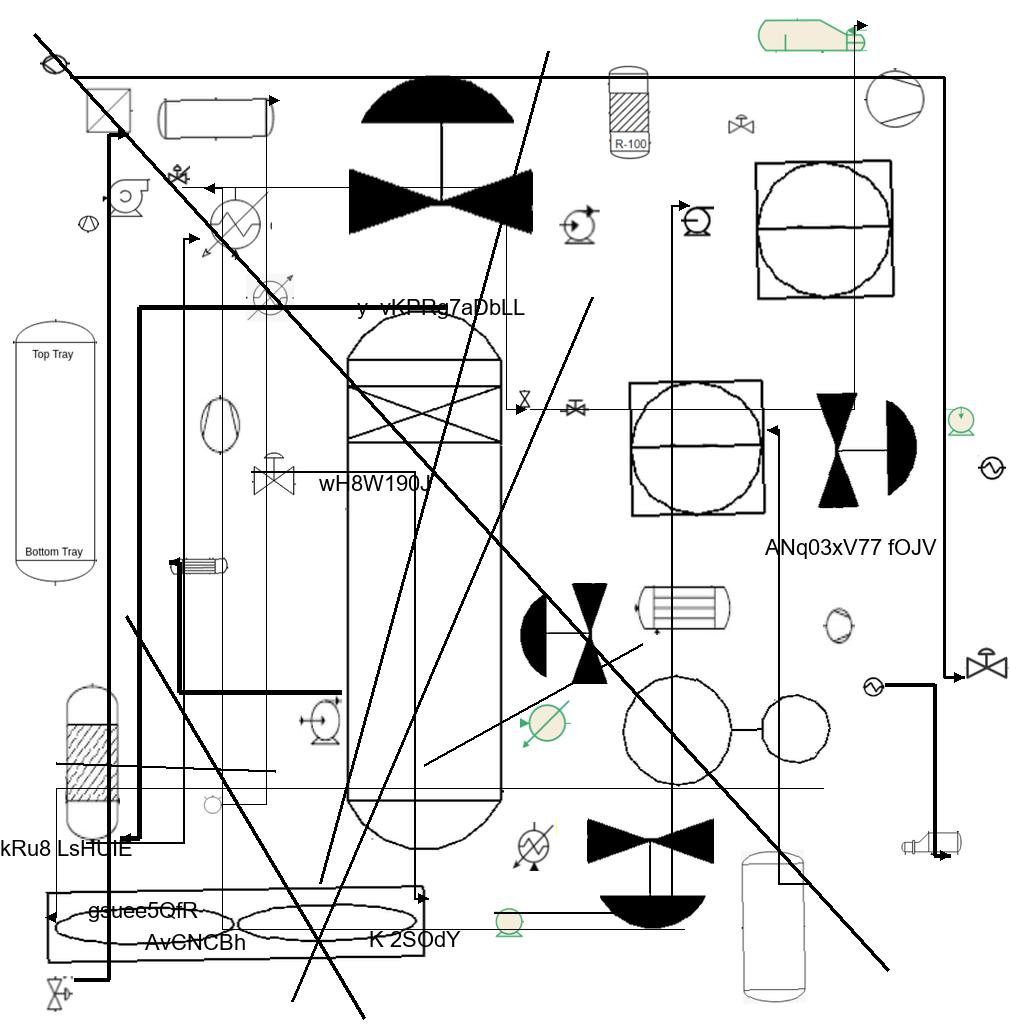 R-100
y vKPRg7aDbLL
Top Tray
wH8W190J
Bottom Tray
ANq03xV77 fOJV
kRu8 LsHUIE
gsuee5QfR
K 2SOdY
AvCNCBh